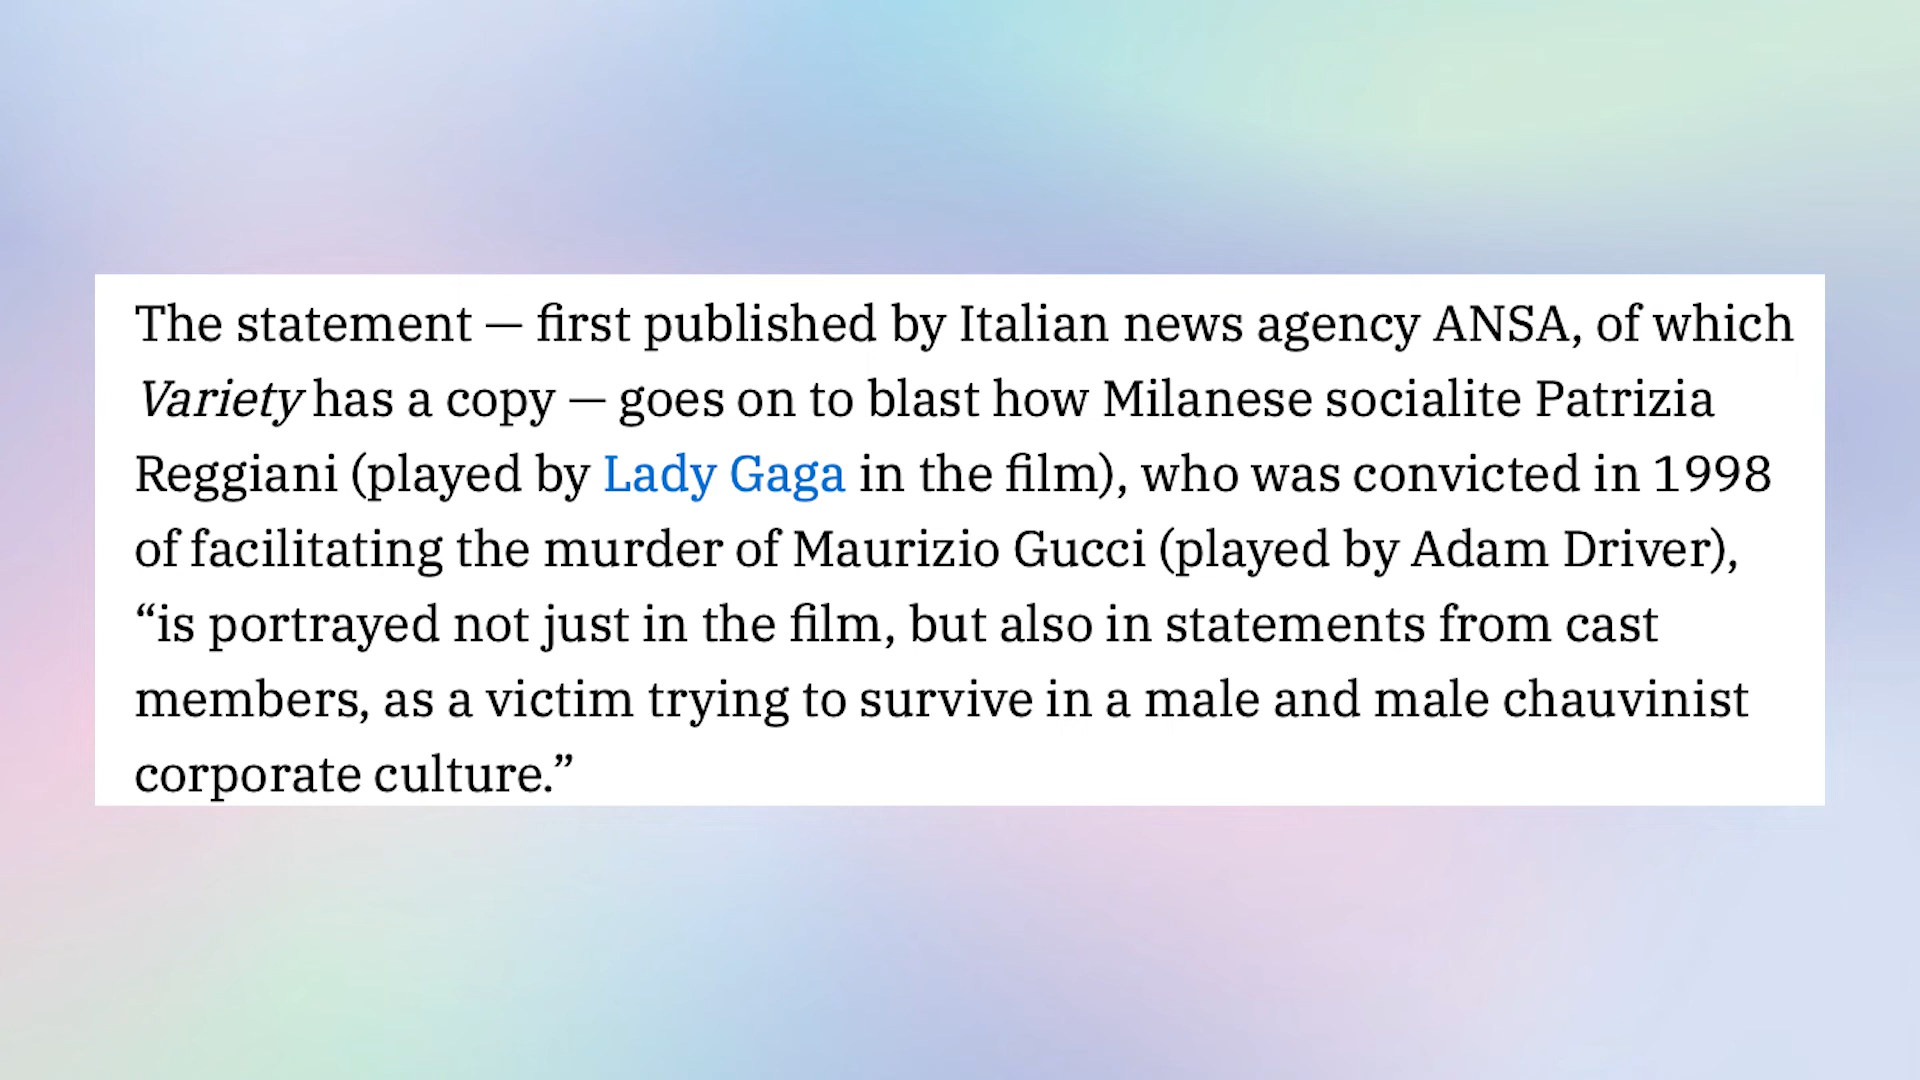 The statement — first published by Italian news agency ANSA, of which
Variety has a copy — goes on to blast how Milanese socialite Patrizia
Reggiani (played by Lady Gaga in the film), who was convicted in 1998
of facilitating the murder of Maurizio Gucci (played by Adam Driver),
“is portrayed not just in the film, but also in statements from cast
members, as a victim trying to survive in a male and male chauvinist
corporate culture.”